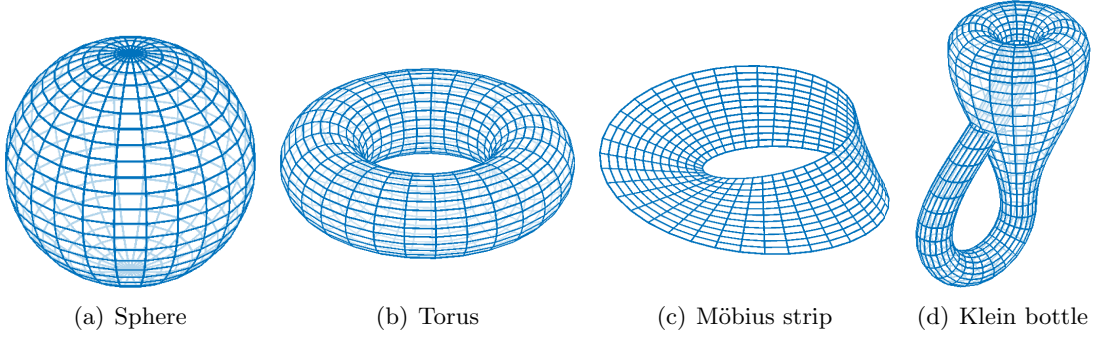 (a) Sphere
(b) Torus
(c) Möbius strip
(d) Klein bottle